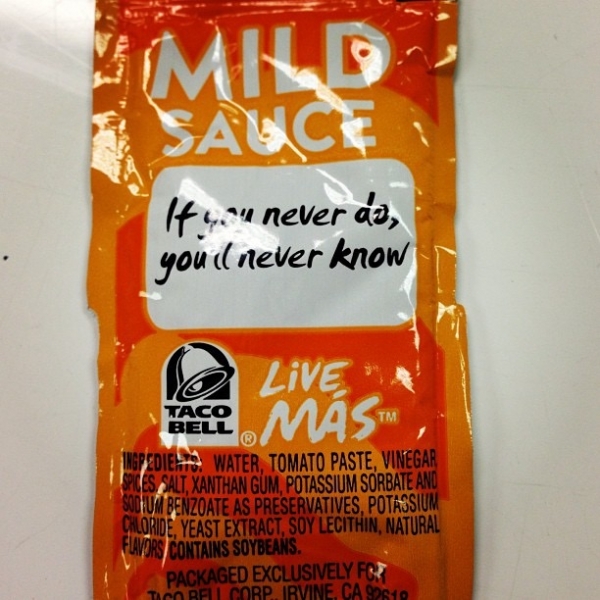 MILD
SAUCE
If you never do,
you'll never know
TACO
BELL ®
LiVE
MÁS™
INGREDIENTS: WATER, TOMATO PASTE, VINEGAR
SPICES, SALT, XANTHAN GUM, POTASSIUM SORBATE AND
SODIUM BENZOATE AS PRESERVATIVES, POTASSIUM
CHLORIDE, YEAST EXTRACT, SOY LECITHIN, NATURAL
FLAVORS. CONTAINS SOYBEANS.
PACKAGED EXCLUSIVELY FOR
TACO BELL CORP., IRVINE, CA 92618